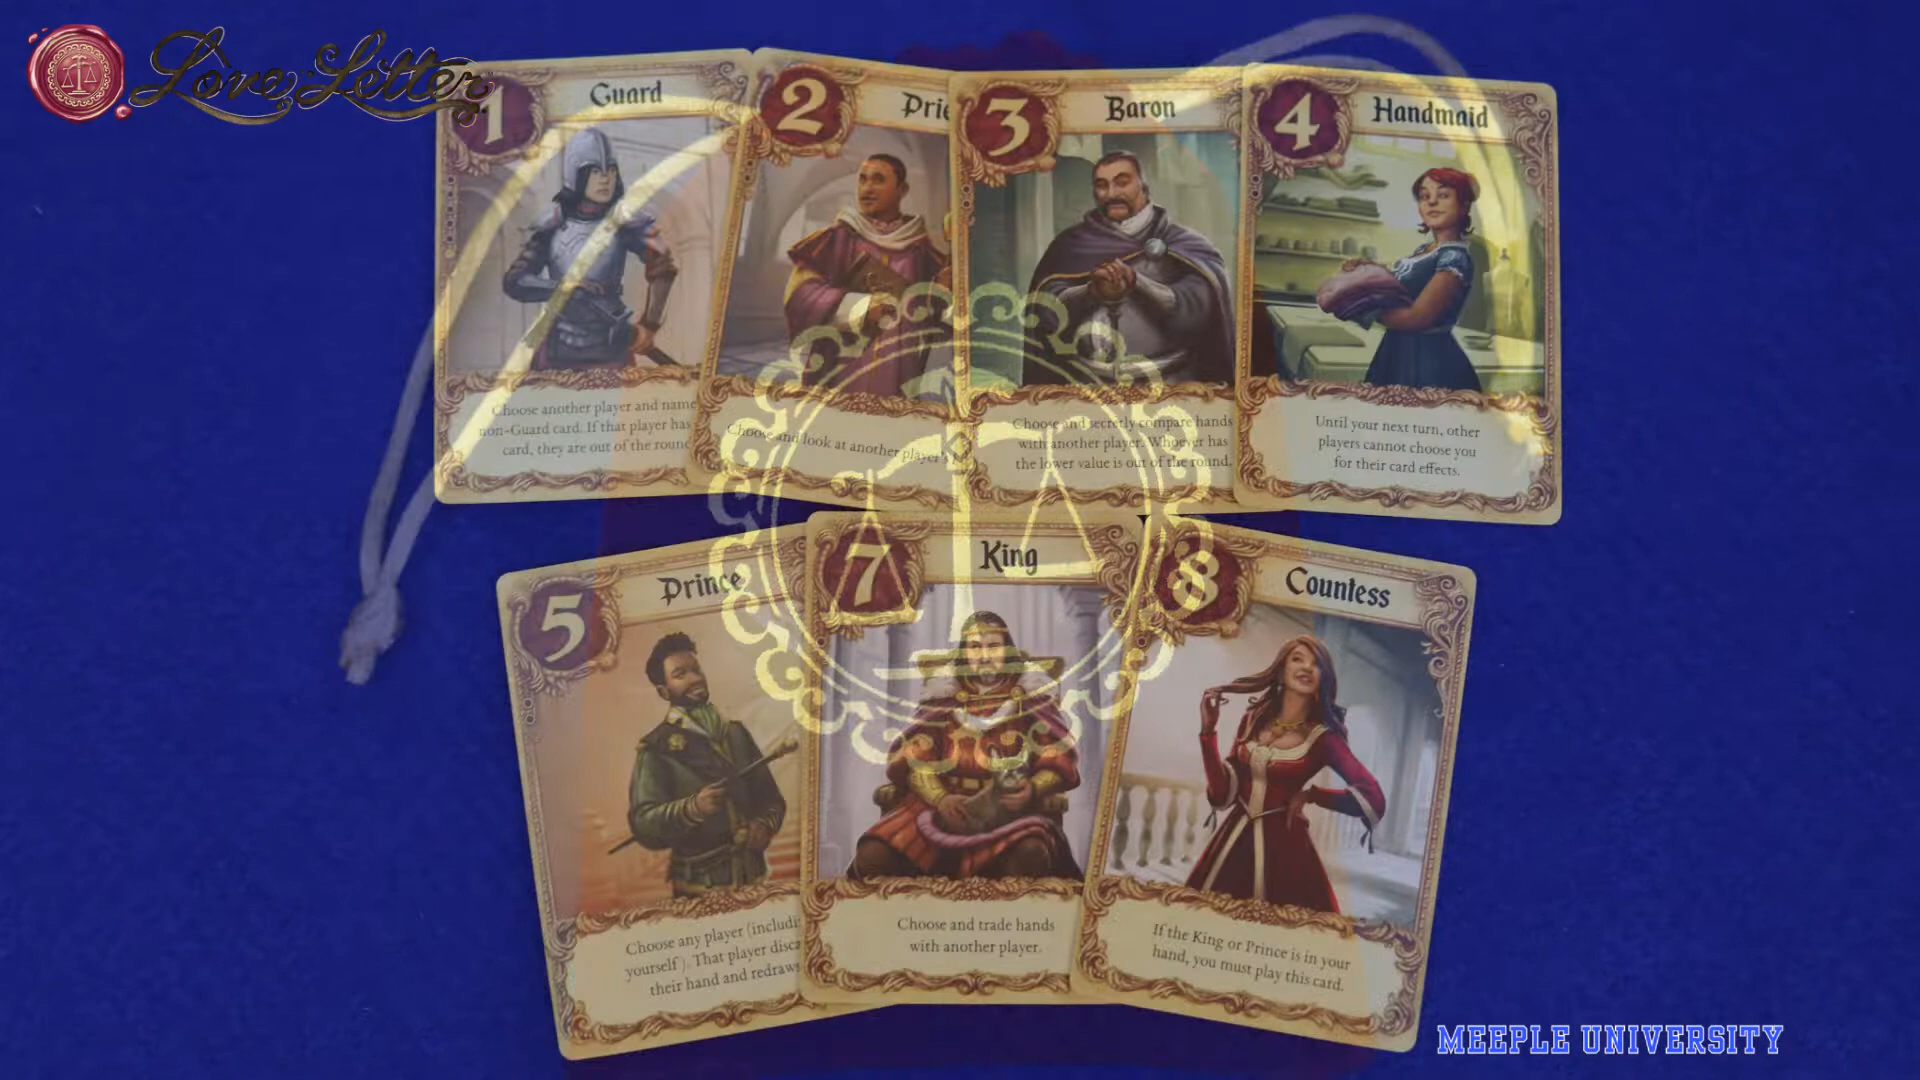 Love Letter
1 Guard
Choose another player and name
non-Guard card. If that player has
card, they are out of the round
2 Prie
Choose and look at another player's
3 Baron
Choose and secretly compare hands
with another player. Whoever has
the lower value is out of the round.
4 Handmaid
Until your next turn, other
players cannot choose you
for their card effects.
5 Prince
Choose any player (includi
yourself). That player disca
their hand and redraws
7 King
Choose and trade hands
with another player.
8 Countess
If the King or Prince is in your
hand, you must play this card.
MEEPLE UNIVERSITY